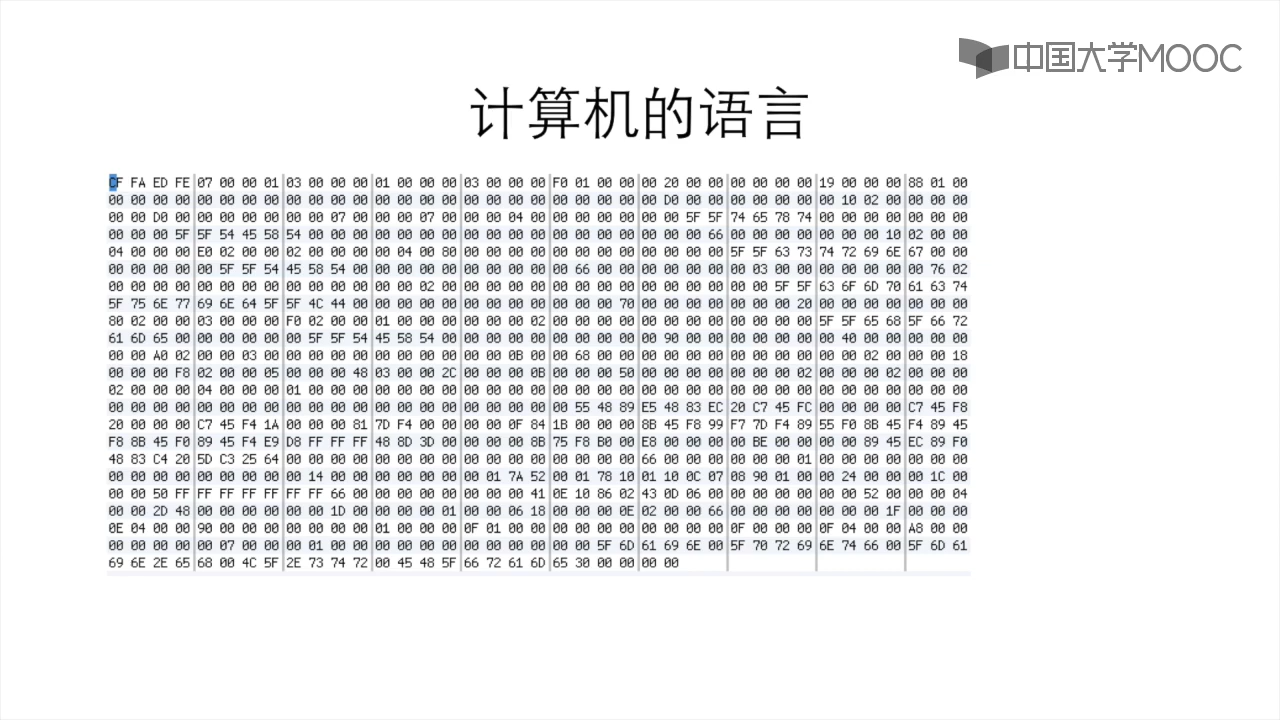 中国大学MOOC
计算机的语言
CF FA ED FE 07 00 00 01 03 00 00 00 01 00 00 00 03 00 00 00 F0 01 00 00 00 20 00 00 00 00 00 00 19 00 00 00 88 01 00
00 00 00 00 00 00 00 00 00 00 00 00 00 00 00 00 00 00 00 00 00 00 00 00 00 D0 00 00 00 00 00 00 00 10 02 00 00 00 00
00 00 D0 00 00 00 00 00 00 00 07 00 00 00 07 00 00 00 04 00 00 00 00 00 00 00 5F 5F 74 65 78 74 00 00 00 00 00 00 00
00 00 00 5F 5F 54 45 58 54 00 00 00 00 00 00 00 00 00 00 00 00 00 00 00 00 00 00 66 00 00 00 00 00 00 00 10 02 00 00
04 00 00 00 E0 02 00 00 02 00 00 00 00 04 00 80 00 00 00 00 00 00 00 00 00 00 00 00 5F 5F 63 73 74 72 69 6E 67 00 00
00 00 00 00 00 5F 5F 54 45 58 54 00 00 00 00 00 00 00 00 00 00 66 00 00 00 00 00 00 00 03 00 00 00 00 00 00 00 76 02
00 00 00 00 00 00 00 00 00 00 00 00 00 00 02 00 00 00 00 00 00 00 00 00 00 00 00 00 00 00 5F 5F 63 6F 6D 70 61 63 74
5F 75 6E 77 69 6E 64 5F 5F 4C 44 00 00 00 00 00 00 00 00 00 00 00 00 70 00 00 00 00 00 00 00 20 00 00 00 00 00 00 00
80 02 00 00 03 00 00 00 F0 02 00 00 01 00 00 00 00 00 00 02 00 00 00 00 00 00 00 00 00 00 00 00 5F 5F 65 68 5F 66 72
61 6D 65 00 00 00 00 00 00 5F 5F 54 45 58 54 00 00 00 00 00 00 00 00 00 00 90 00 00 00 00 00 00 00 40 00 00 00 00 00
00 00 A0 02 00 00 03 00 00 00 00 00 00 00 00 00 00 00 0B 00 00 68 00 00 00 00 00 00 00 00 00 00 00 00 02 00 00 00 18
00 00 00 F8 02 00 00 05 00 00 00 48 03 00 00 2C 00 00 00 0B 00 00 00 50 00 00 00 00 00 00 00 02 00 00 00 02 00 00 00
02 00 00 00 04 00 00 00 01 00 00 00 00 00 00 00 00 00 00 00 00 00 00 00 00 00 00 00 00 00 00 00 00 00 00 00 00 00 00
00 00 00 00 00 00 00 00 00 00 00 00 00 00 00 00 00 00 00 00 00 55 48 89 E5 48 83 EC 20 C7 45 FC 00 00 00 00 C7 45 F8
20 00 00 00 C7 45 F4 1A 00 00 00 81 7D F4 00 00 00 00 0F 84 1B 00 00 00 8B 45 F8 99 F7 7D F4 89 55 F0 8B 45 F4 89 45
F8 8B 45 F0 89 45 F4 E9 D8 FF FF FF 48 8D 3D 00 00 00 00 8B 75 F8 B0 00 E8 00 00 00 00 BE 00 00 00 00 89 45 EC 89 F0
48 83 C4 20 5D C3 25 64 00 00 00 00 00 00 00 00 00 00 00 00 00 00 00 00 66 00 00 00 00 00 00 01 00 00 00 00 00 00 00
00 00 00 00 00 00 00 00 00 14 00 00 00 00 00 00 00 01 7A 52 00 01 78 10 01 10 0C 07 08 90 01 00 00 24 00 00 00 1C 00
00 00 50 FF FF FF FF FF FF FF 66 00 00 00 00 00 00 00 00 41 0E 10 86 02 43 0D 06 00 00 00 00 00 00 00 52 00 00 00 04
00 00 2D 48 00 00 00 00 00 00 1D 00 00 00 00 01 00 00 06 18 00 00 00 0E 02 00 00 66 00 00 00 00 00 00 00 1F 00 00 00
0E 04 00 00 90 00 00 00 00 00 00 00 01 00 00 00 0F 01 00 00 00 00 00 00 00 00 00 00 0F 00 00 00 0F 04 00 00 A8 00 00
00 00 00 00 00 07 00 00 00 01 00 00 00 00 00 00 00 00 00 00 00 00 5F 6D 61 69 6E 00 5F 70 72 69 6E 74 66 00 5F 6D 61
69 6E 2E 65 68 00 4C 5F 2E 73 74 72 00 45 48 5F 66 72 61 6D 65 30 00 00 00 00